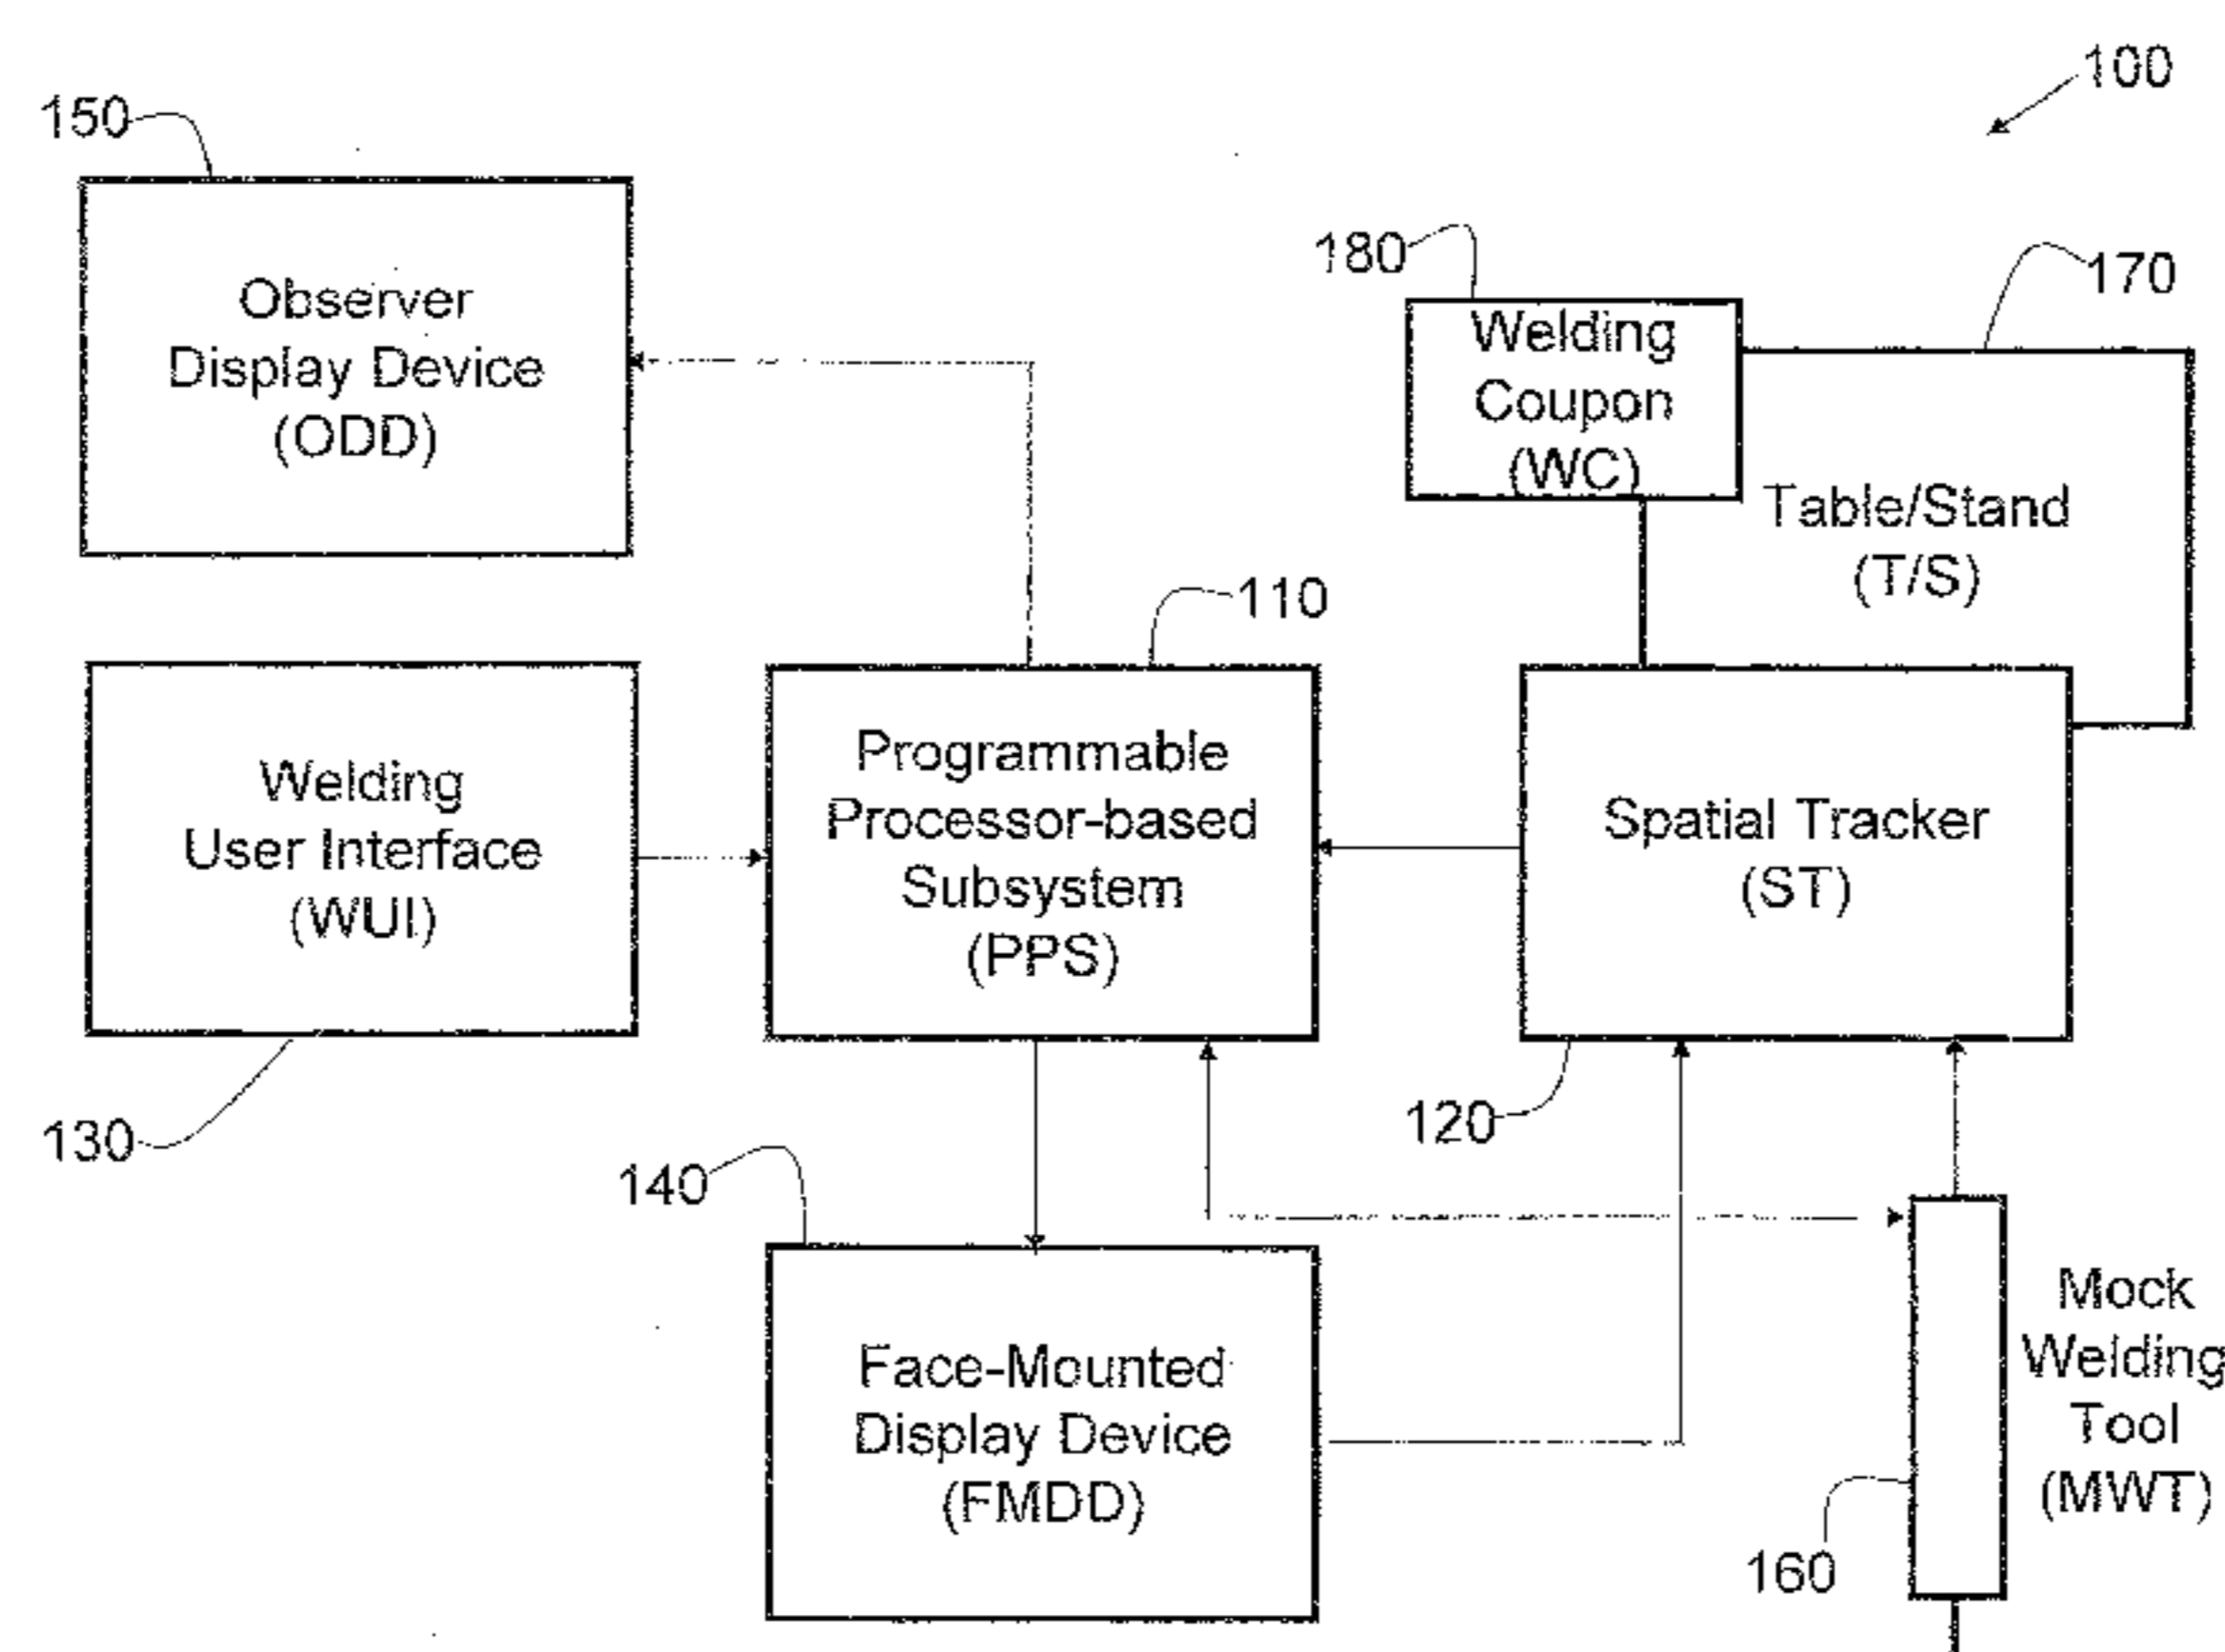 100
150
Observer
Display Device
(ODD)
180
Welding
Coupon
(WC)
170
Table/Stand
(T/S)
110
Welding
User Interface
(WUI)
130
Programmable
Processor-based
Subsystem
(PPS)
Spatial Tracker
(ST)
120
140
Face-Mounted
Display Device
(FMDD)
Mock
Welding
Tool
(MWT)
160